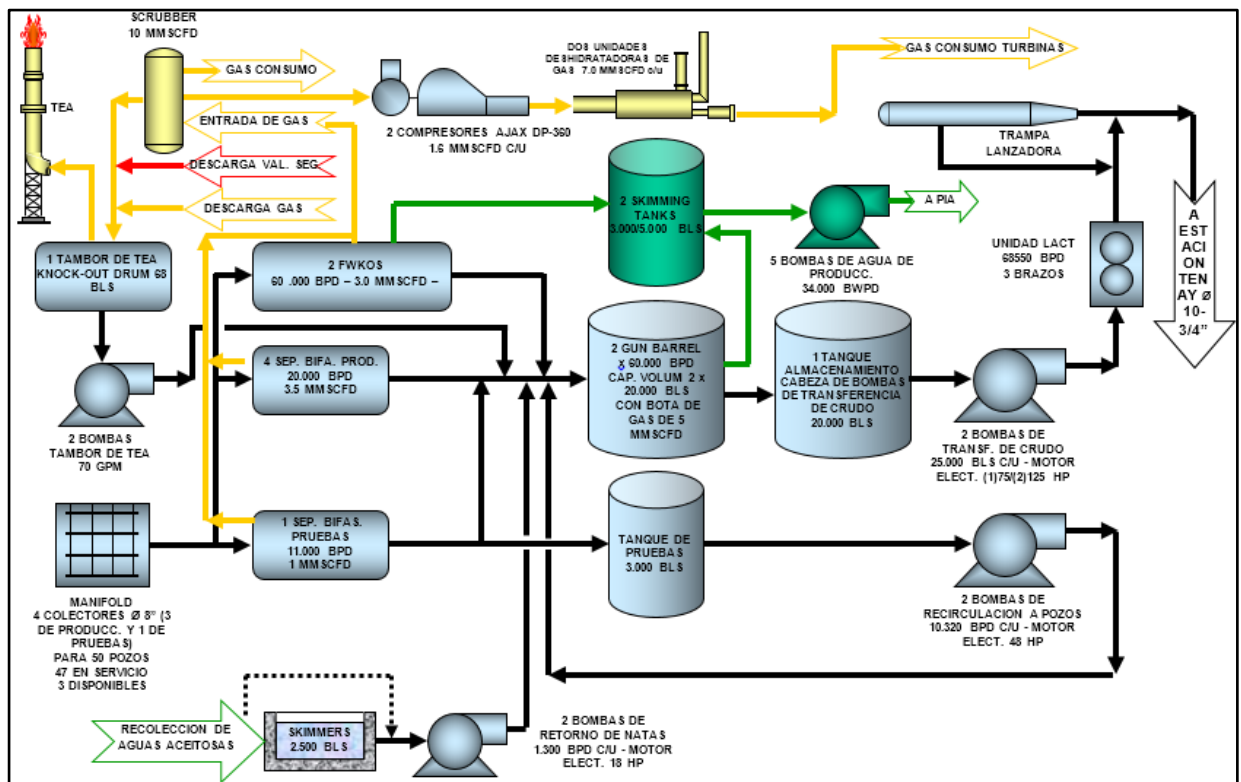 SCRUBBER
10 MMSCFD
TEA
GAS CONSUMO
ENTRADA DE GAS
DESCARGA VAL. SEG.
DESCARGA GAS
2 COMPRESORES AJAX DP-360
1.6 MMSCFD C/U
DOS UNIDADES
DESHIDRATADORAS DE
GAS 7.0 MMSCFD c/u
GAS CONSUMO TURBINAS
TRAMPA
LANZADORA
1 TAMBOR DE TEA
KNOCK-OUT DRUM 68
BLS
2 FWKOS
60 .000 BPD – 3.0 MMSCFD –
2 SKIMMING
TANKS
3.000/5.000 BLS
A PIA
5 BOMBAS DE AGUA DE
PRODUCC.
34.000 BWPD
UNIDAD LACT
68550 BPD
3 BRAZOS
A
ESTACION
TEN
AY Ø
10-
3/4”
2 BOMBAS
TAMBOR DE TEA
70 GPM
4 SEP. BIFA. PROD.
20.000 BPD
3.5 MMSCFD
2 GUN BARREL
x 60.000 BPD
CAP. VOLUM 2 x
20.000 BLS
CON BOTA DE
GAS DE 5
MMSCFD
1 TANQUE
ALMACENAMIENTO
CABEZA DE BOMBAS
DE TRANSFERENCIA
DE CRUDO
20.000 BLS
2 BOMBAS DE
TRANSF. DE CRUDO
25.000 BLS C/U - MOTOR
ELECT. (1)75/(2)125 HP
MANIFOLD
4 COLECTORES Ø 8” (3
DE PRODUCC. Y 1 DE
PRUEBAS)
PARA 50 POZOS
47 EN SERVICIO
3 DISPONIBLES
1 SEP. BIFAS.
PRUEBAS
11.000 BPD
1 MMSCFD
TANQUE DE
PRUEBAS
3.000 BLS
2 BOMBAS DE
RECIRCULACION A POZOS
10.320 BPD C/U - MOTOR
ELECT. 48 HP
RECOLECCION DE
AGUAS ACEITOSAS
SKIMMERS
2.500 BLS
2 BOMBAS DE
RETORNO DE NATAS
1.300 BPD C/U - MOTOR
ELECT. 18 HP